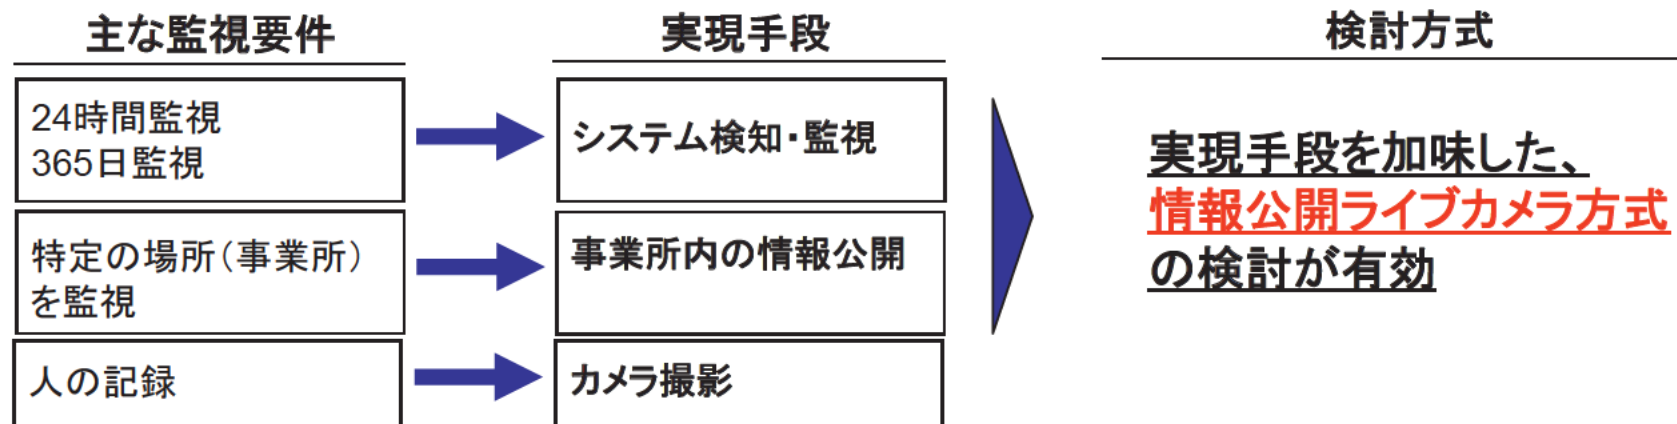 主な監視要件
実現手段
検討方式
24時間監視
365日監視
システム検知・監視
特定の場所（事業所）
を監視
事業所内の情報公開
人の記録
カメラ撮影
実現手段を加味した、
情報公開ライブカメラ方式
の検討が有効